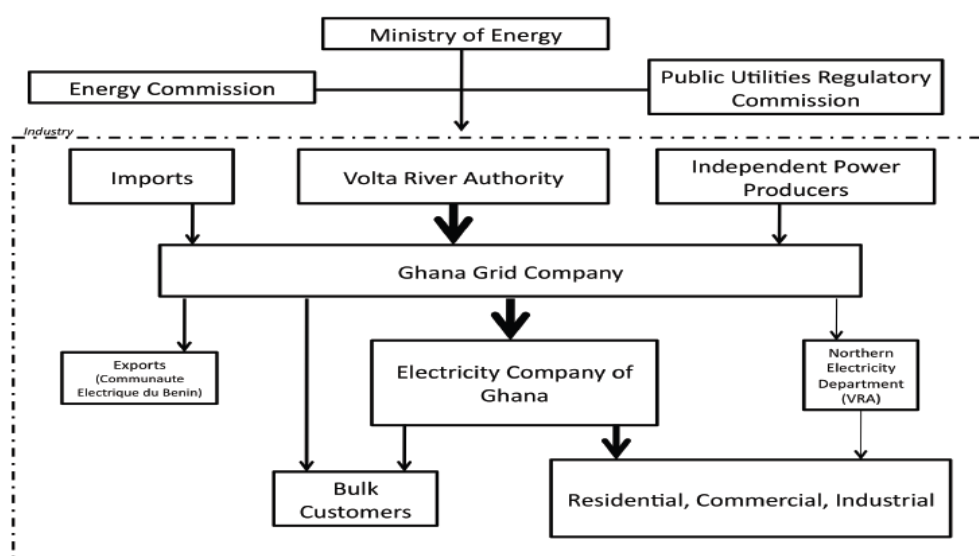 Ministry of Energy
Energy Commission
Public Utilities Regulatory
Commission
Industry
Imports
Volta River Authority
Independent Power
Producers
Ghana Grid Company
Exports
(Communaute
Electrique du Benin)
Electricity Company of
Ghana
Northern
Electricity
Department
(VRA)
Bulk
Customers
Residential, Commercial, Industrial